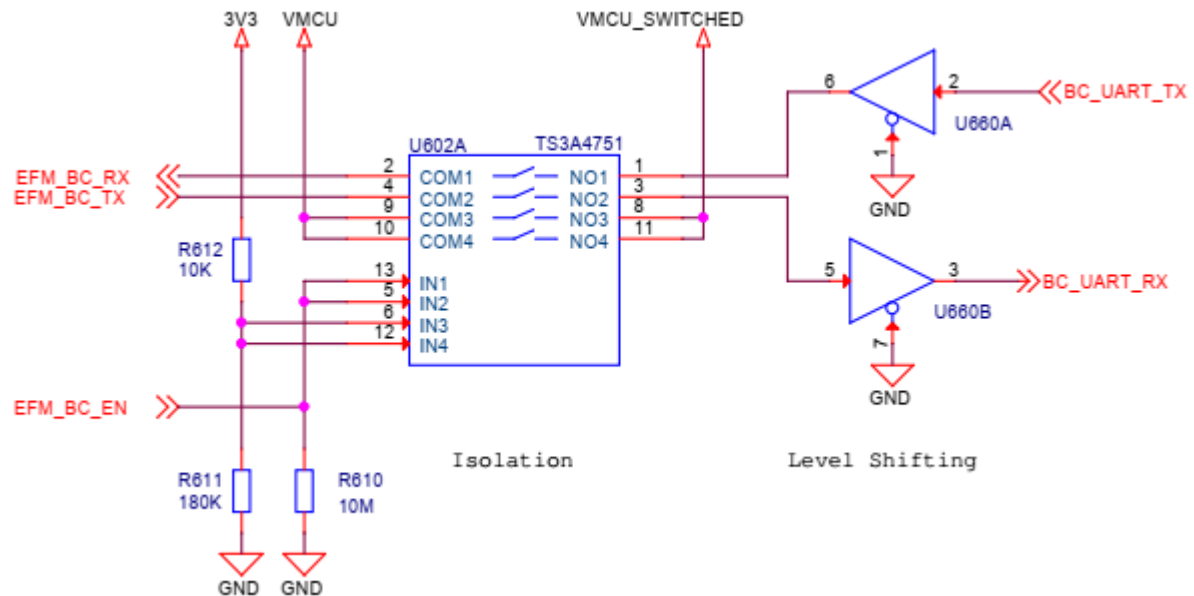 3V3 VMCU VMCU_SWITCHED
6 2 BC_UART_TX
U660A
1
GND
U602A TS3A4751
EFM_BC_RX 2 COM1 NO1 1
EFM_BC_TX 4 COM2 NO2 3
9 COM3 NO3 8
10 COM4 NO4 11
R612
10K
13 IN1
5 IN2
6 IN3
12 IN4
5 3 BC_UART_RX
U660B
7
GND
EFM_BC_EN
Isolation Level Shifting
R611 R610
180K 10M
GND GND